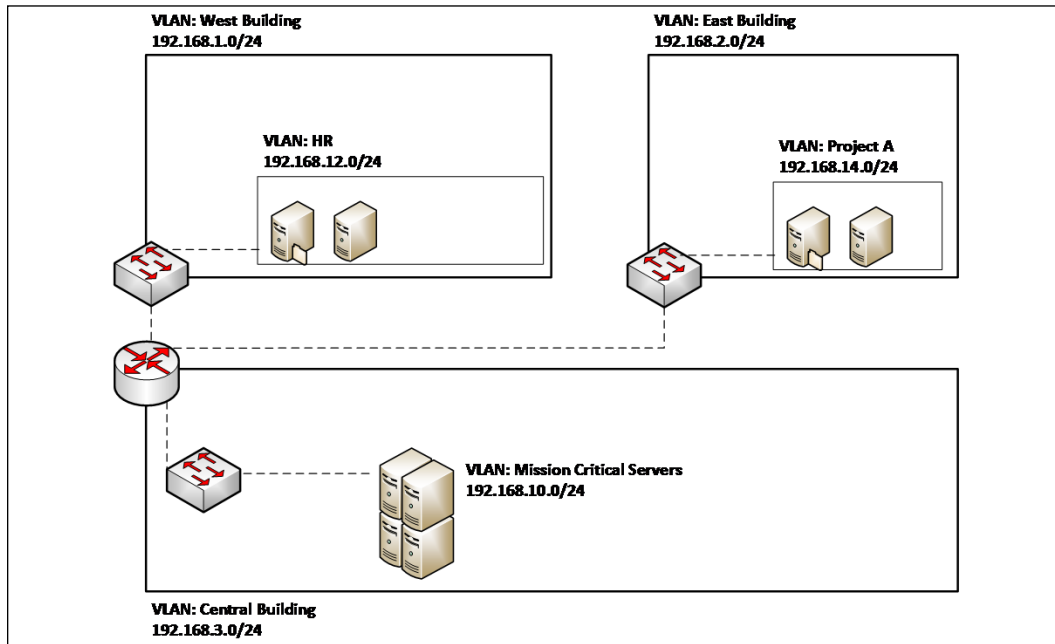 VLAN: West Building
192.168.1.0/24
VLAN: East Building
192.168.2.0/24
VLAN: HR
192.168.12.0/24
VLAN: Project A
192.168.14.0/24
VLAN: Mission Critical Servers
192.168.10.0/24
VLAN: Central Building
192.168.3.0/24